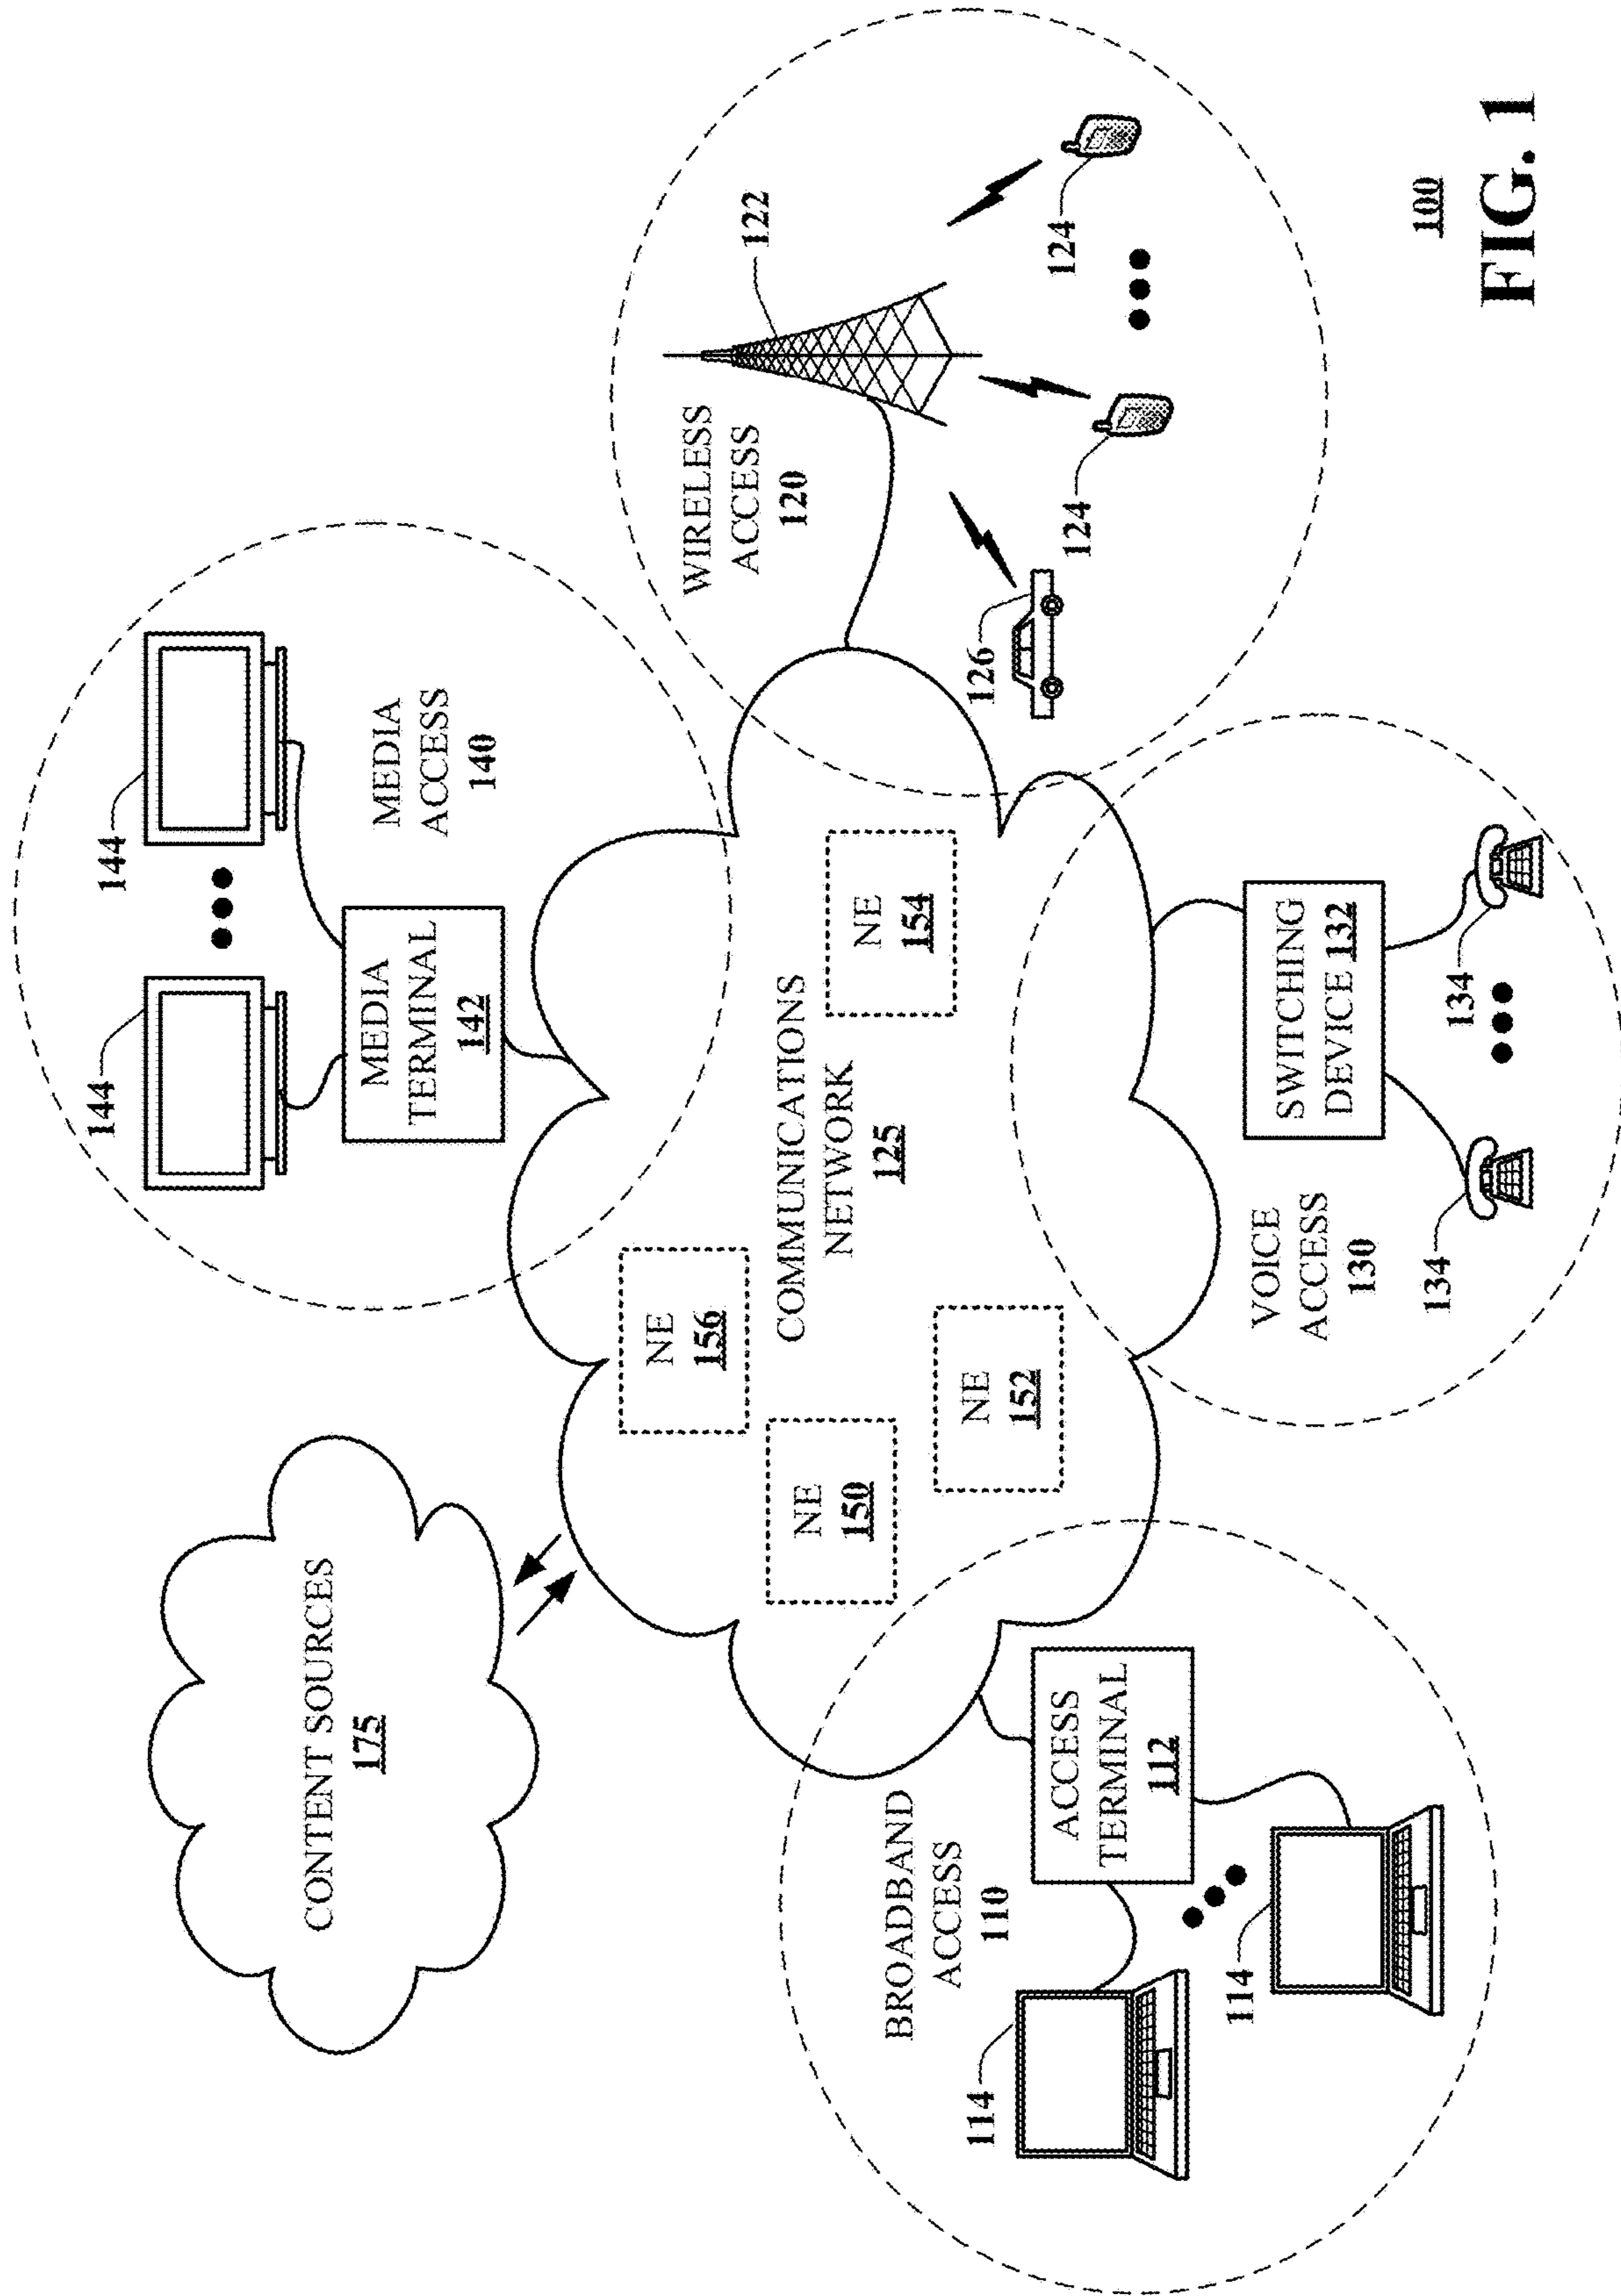 CONTENT SOURCES
175
144
144
MEDIA
TERMINAL
142
MEDIA
ACCESS
140
WIRELESS
ACCESS
120
122
124
124
126
NE
156
NE
150
NE
152
NE
154
COMMUNICATIONS
NETWORK
125
BROADBAND
ACCESS
110
ACCESS
TERMINAL
112
114
114
VOICE
ACCESS
130
SWITCHING
DEVICE 132
134
134
100
FIG. 1